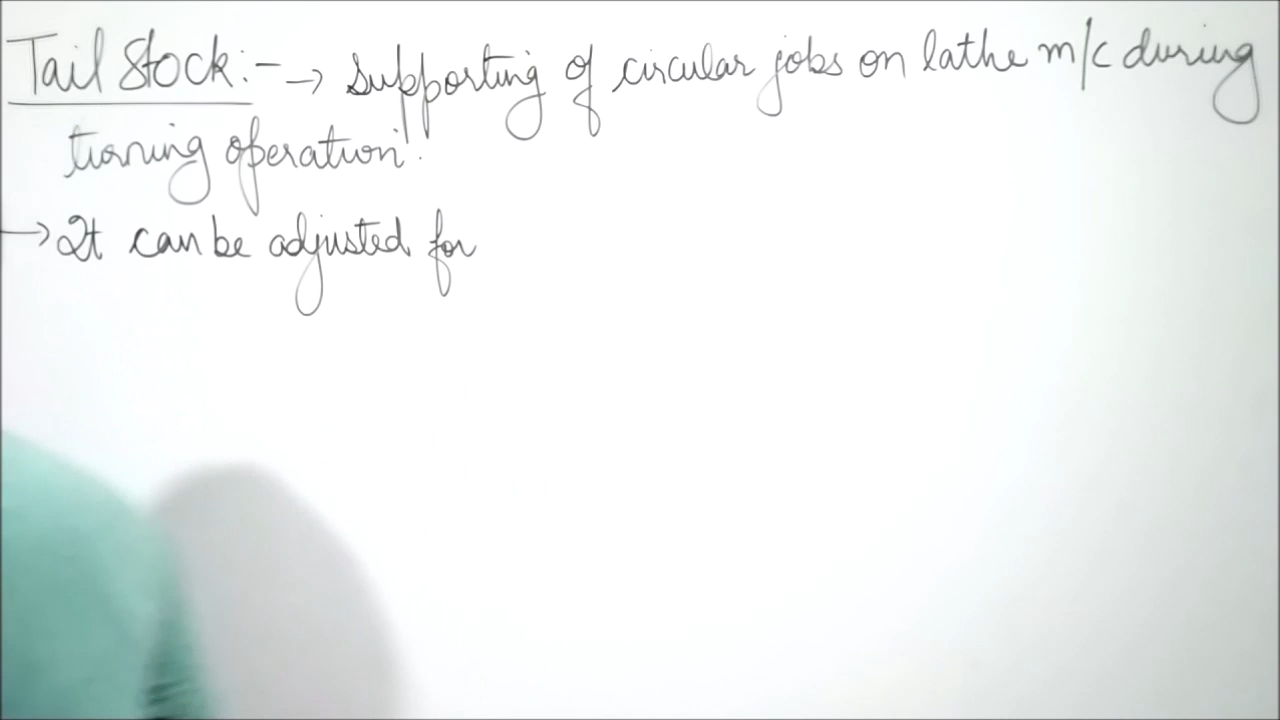 Tail Stock:- → Supporting of circular jobs on lathe m/c during
turning operation.
→ It can be adjusted for